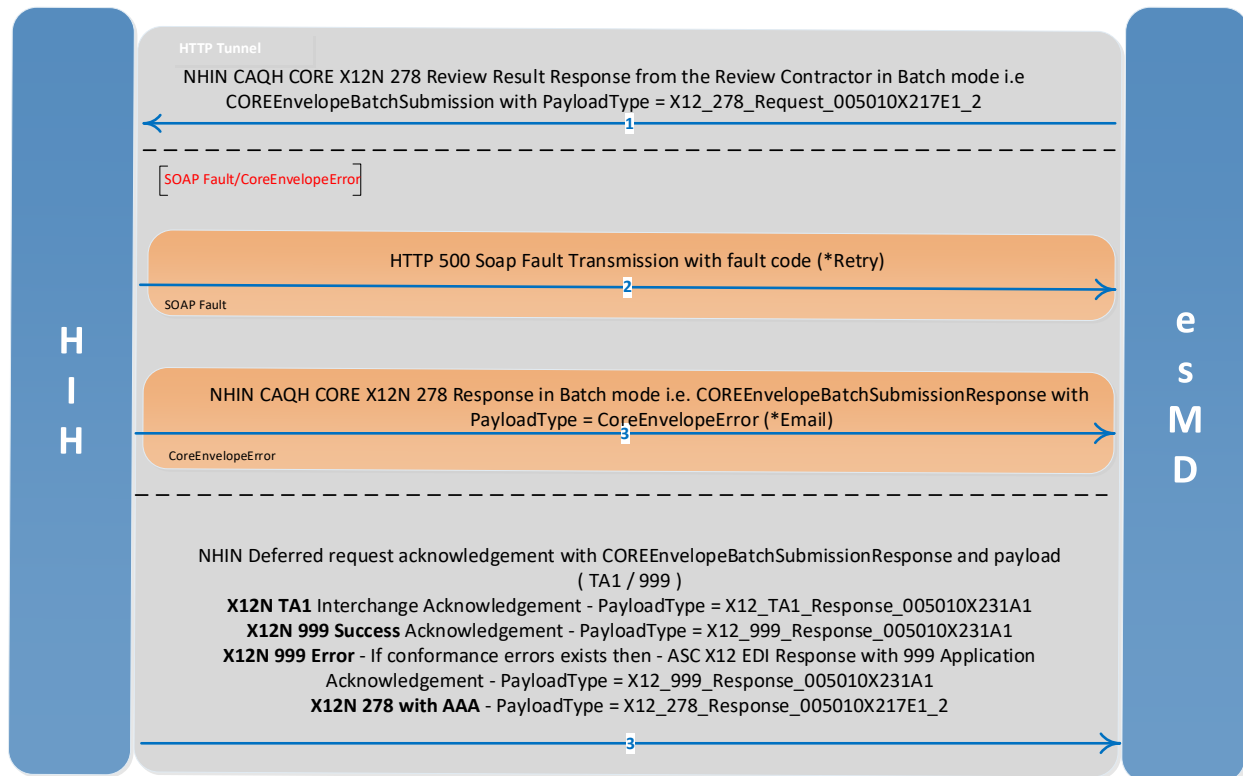 HTTP Tunnel
NHIN CAQH CORE X12N 278 Review Result Response from the Review Contractor in Batch mode i.e
COREEnvelopeBatchSubmission with PayloadType = X12_278_Request_005010X217E1_2
1
SOAP Fault/CoreEnvelopeError
HTTP 500 Soap Fault Transmission with fault code (*Retry)
2
SOAP Fault
H
I
H
e
s
M
D
NHIN CAQH CORE X12N 278 Response in Batch mode i.e. COREEnvelopeBatchSubmissionResponse with
PayloadType = CoreEnvelopeError (*Email)
3
CoreEnvelopeError
NHIN Deferred request acknowledgement with COREEnvelopeBatchSubmissionResponse and payload
( TA1 / 999 )
X12N TA1 Interchange Acknowledgement - PayloadType = X12_TA1_Response_005010X231A1
X12N 999 Success Acknowledgement - PayloadType = X12_999_Response_005010X231A1
X12N 999 Error - If conformance errors exists then - ASC X12 EDI Response with 999 Application
Acknowledgement - PayloadType = X12_999_Response_005010X231A1
X12N 278 with AAA - PayloadType = X12_278_Response_005010X217E1_2
3